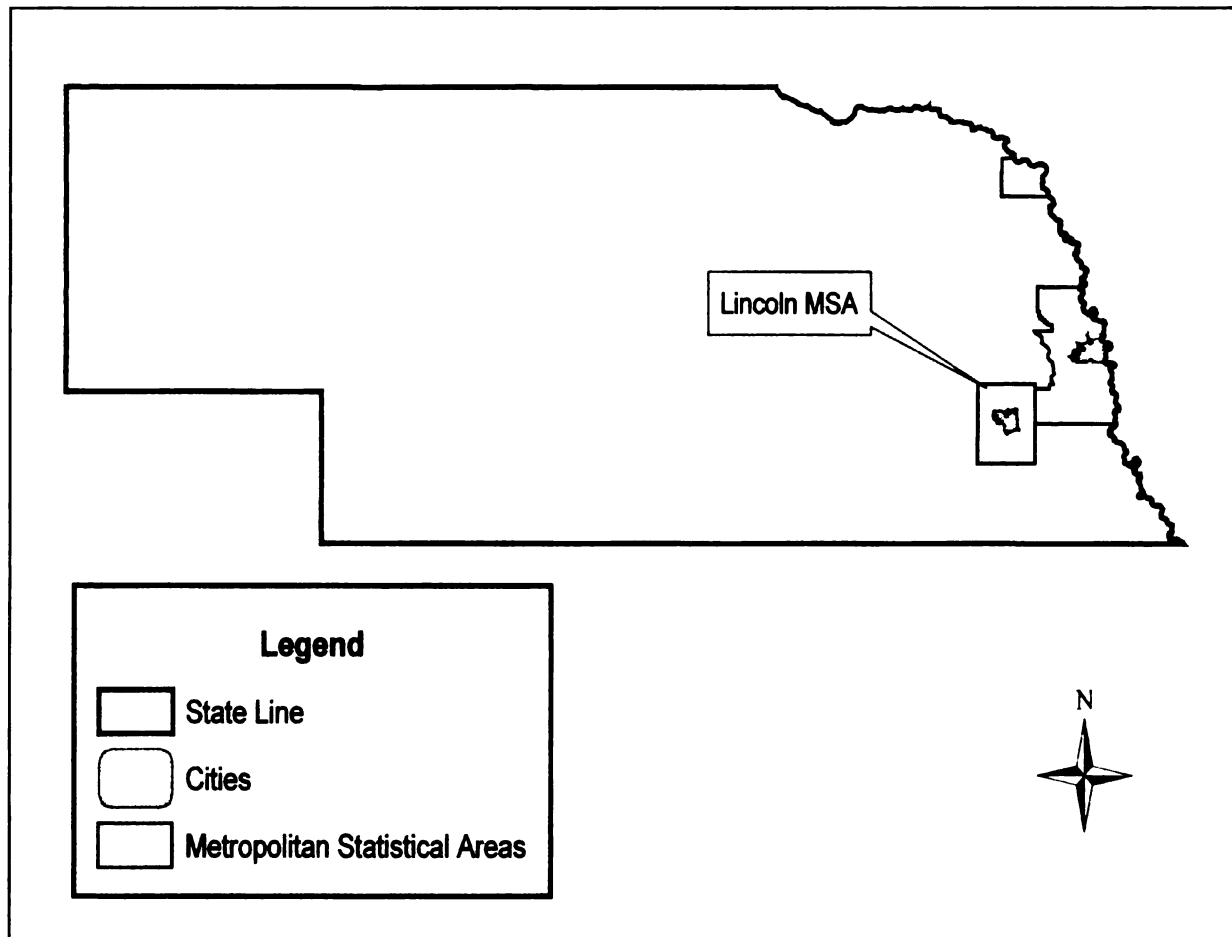 Lincoln MSA
Legend
State Line
Cities
Metropolitan Statistical Areas
N